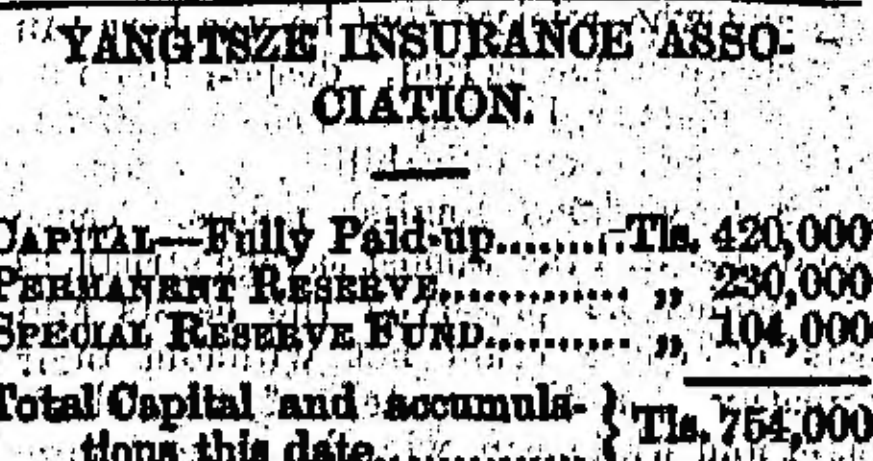 YANGTSZE INSURANCE ASSO-
CIATION.
CAPITAL—Fully Paid-up........Tls. 420,000
PERMANENT RESERVE............. „ 230,000
SPECIAL RESERVE FUND.......... „ 104,000
Total Capital and accumula- } Tls. 754,000
tions this date..............